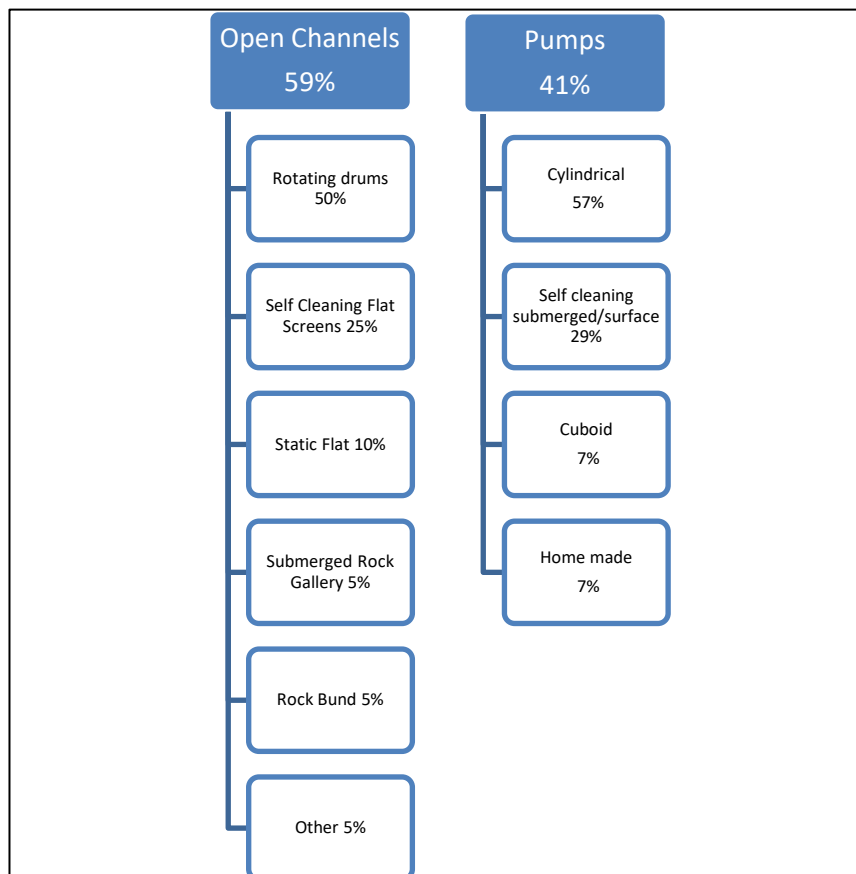 Open Channels
59%
Rotating drums
50%
Self Cleaning Flat
Screens 25%
Static Flat 10%
Submerged Rock
Gallery 5%
Rock Bund 5%
Other 5%
Pumps
41%
Cylindrical
57%
Self cleaning
submerged/surface
29%
Cuboid
7%
Home made
7%